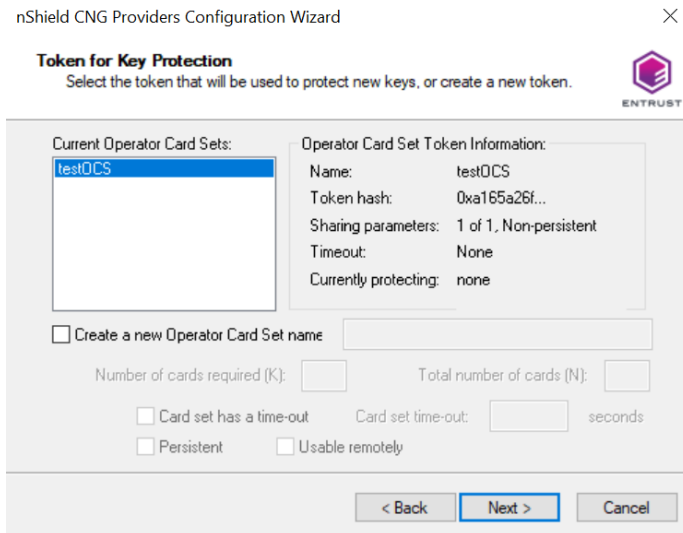 nShield CNG Providers Configuration Wizard
Token for Key Protection
Select the token that will be used to protect new keys, or create a new token.
ENTRUST
Current Operator Card Sets:
testOCS
Operator Card Set Token Information:
Name: testOCS
Token hash: 0xa165a26f...
Sharing parameters: 1 of 1, Non-persistent
Timeout: None
Currently protecting: none
Create a new Operator Card Set name
Number of cards required (K): Total number of cards (N):
Card set has a time-out Card set time-out: seconds
Persistent Usable remotely
< Back Next > Cancel